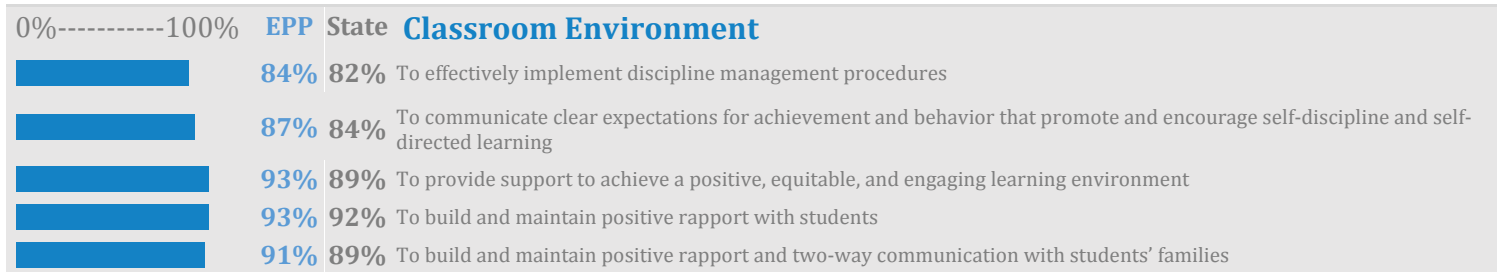 0%-----------100% EPP State Classroom Environment
84% 82% To effectively implement discipline management procedures
87% 84% To communicate clear expectations for achievement and behavior that promote and encourage self-discipline and self-
directed learning
93% 89% To provide support to achieve a positive, equitable, and engaging learning environment
93% 92% To build and maintain positive rapport with students
91% 89% To build and maintain positive rapport and two-way communication with students’ families